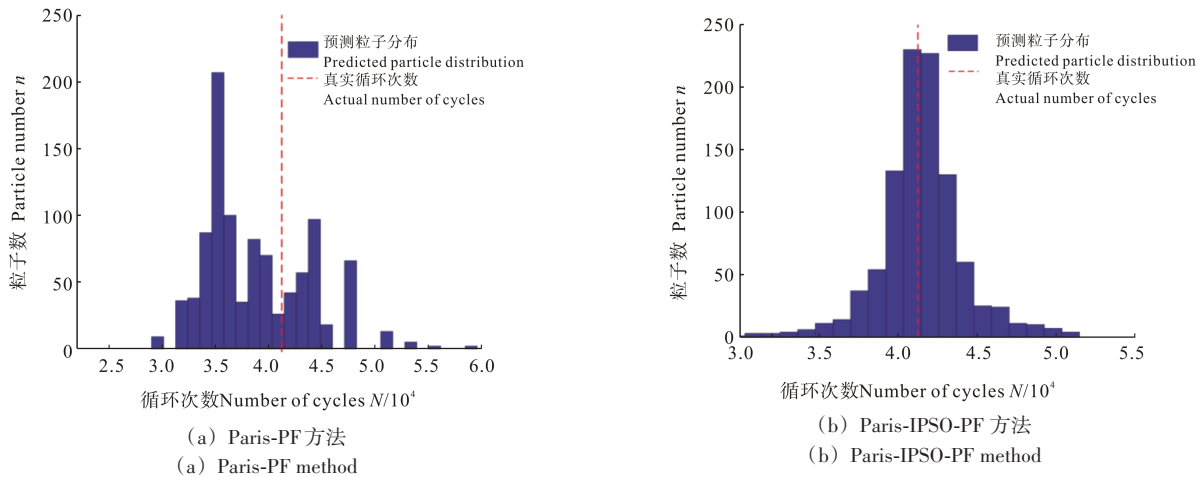 250
200
150
100
50
0
粒子数 Particle number n
预测粒子分布
Predicted particle distribution
真实循环次数
Actual number of cycles
2.5 3.0 3.5 4.0 4.5 5.0 5.5 6.0
循环次数Number of cycles N/10⁴
(a) Paris-PF方法
(a) Paris-PF method
250
200
150
100
50
0
粒子数 Particle number n
预测粒子分布
Predicted particle distribution
真实循环次数
Actual number of cycles
3.0 3.5 4.0 4.5 5.0 5.5
循环次数Number of cycles N/10⁴
(b) Paris-IPSO-PF 方法
(b) Paris-IPSO-PF method